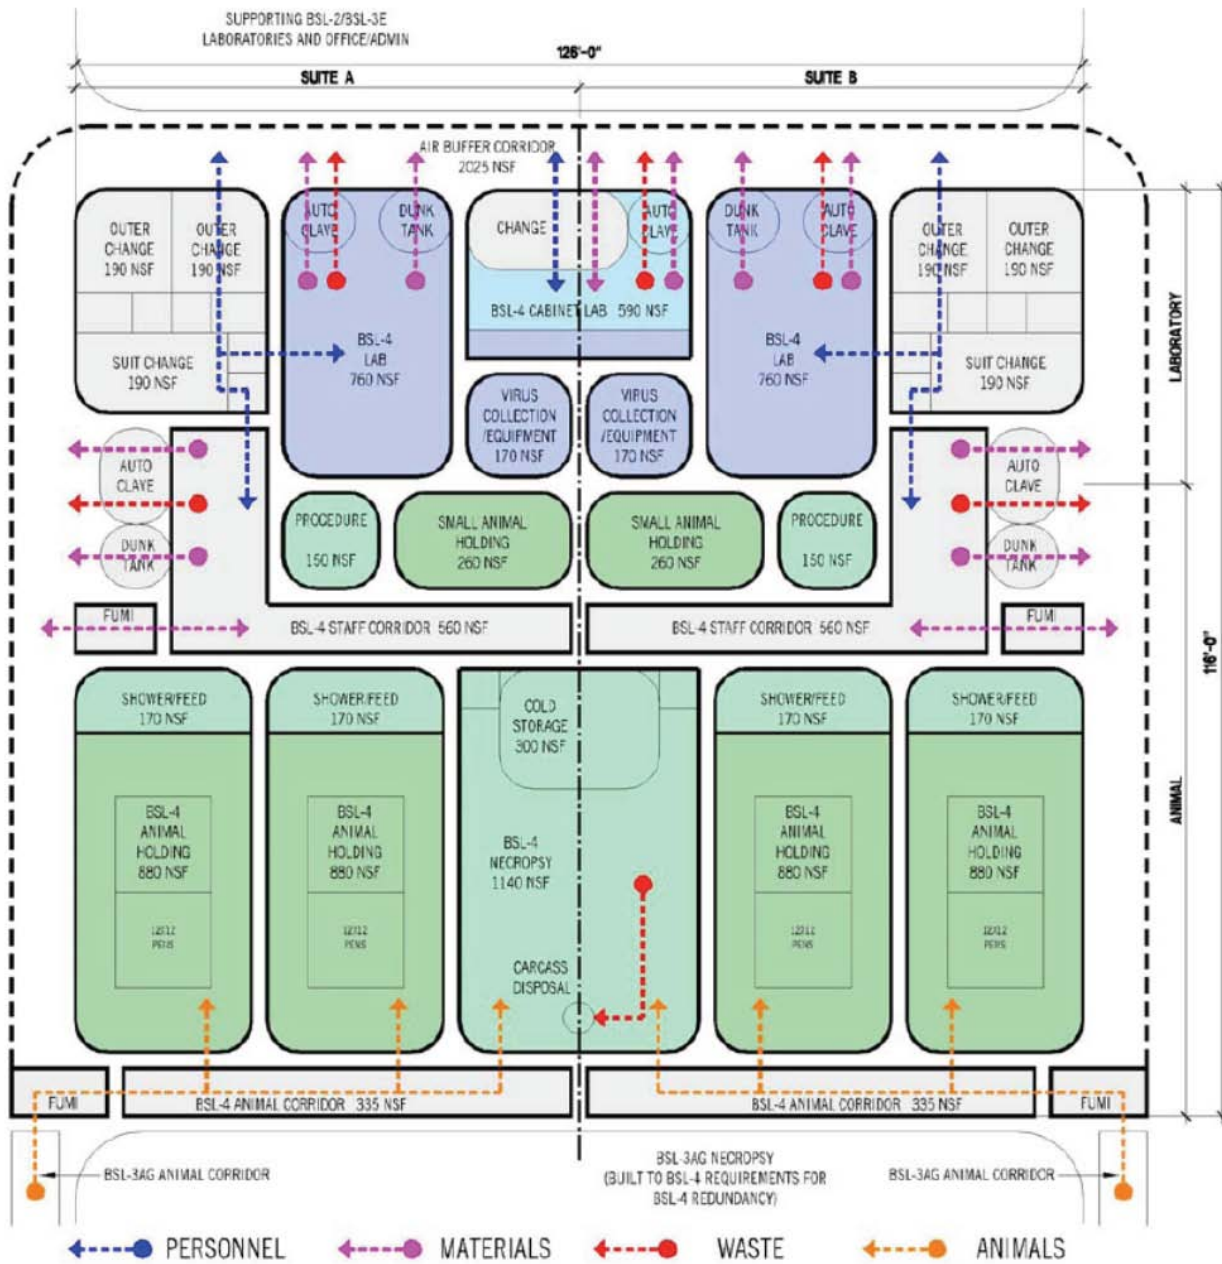 SUPPORTING BSL-2/BSL-3E
LABORATORIES AND OFFICE/ADMIN
126'-0"
SUITE A
SUITE B
AIR BUFFER CORRIDOR
2025 NSF
OUTER
CHANGE
190 NSF
OUTER
CHANGE
190 NSF
AUTO
CLAVE
DUNK
TANK
CHANGE
AUTO
CLAVE
DUNK
TANK
AUTO
CLAVE
OUTER
CHANGE
190 NSF
OUTER
CHANGE
190 NSF
BSL-4 CABINET LAB 590 NSF
SUIT CHANGE
190 NSF
BSL-4
LAB
760 NSF
BSL-4
LAB
760 NSF
SUIT CHANGE
190 NSF
LABORATORY
VIRUS
COLLECTION
/EQUIPMENT
170 NSF
VIRUS
COLLECTION
/EQUIPMENT
170 NSF
AUTO
CLAVE
AUTO
CLAVE
PROCEDURE
150 NSF
SMALL ANIMAL
HOLDING
260 NSF
SMALL ANIMAL
HOLDING
260 NSF
PROCEDURE
150 NSF
DUNK
TANK
DUNK
TANK
FUMI
BSL-4 STAFF CORRIDOR 560 NSF
BSL-4 STAFF CORRIDOR 560 NSF
FUMI
116'-0"
SHOWER/FEED
170 NSF
SHOWER/FEED
170 NSF
COLD
STORAGE
300 NSF
SHOWER/FEED
170 NSF
SHOWER/FEED
170 NSF
ANIMAL
BSL-4
ANIMAL
HOLDING
880 NSF
BSL-4
ANIMAL
HOLDING
880 NSF
BSL-4
NECROPSY
1140 NSF
BSL-4
ANIMAL
HOLDING
880 NSF
BSL-4
ANIMAL
HOLDING
880 NSF
12X12
PENS
12X12
PENS
12X12
PENS
12X12
PENS
CARCASS
DISPOSAL
FUMI
BSL-4 ANIMAL CORRIDOR 335 NSF
BSL-4 ANIMAL CORRIDOR 335 NSF
FUMI
BSL-3AG ANIMAL CORRIDOR
BSL-3AG NECROPSY
(BUILT TO BSL-4 REQUIREMENTS FOR
BSL-4 REDUNDANCY)
BSL-3AG ANIMAL CORRIDOR
PERSONNEL
MATERIALS
WASTE
ANIMALS